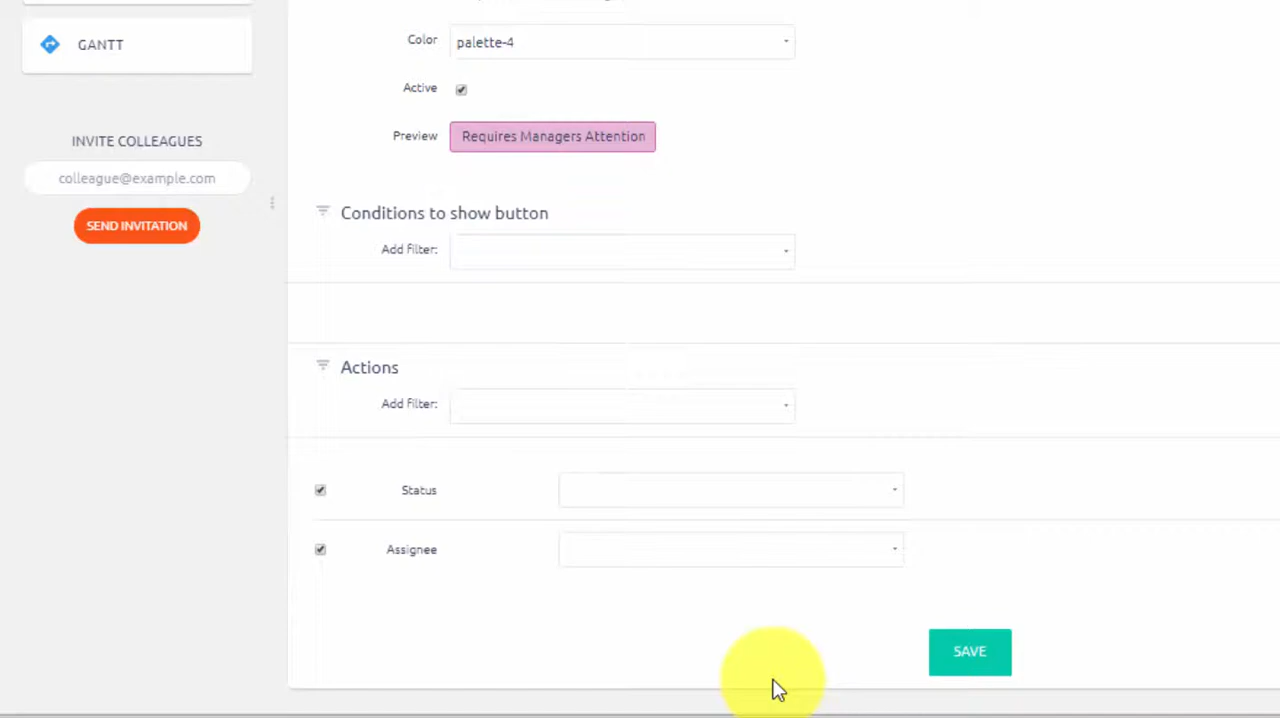 GANTT
INVITE COLLEAGUES
colleague@example.com
SEND INVITATION
Color palette-4
Active
Preview Requires Managers Attention
Conditions to show button
Add filter:
Actions
Add filter:
Status
Assignee
SAVE